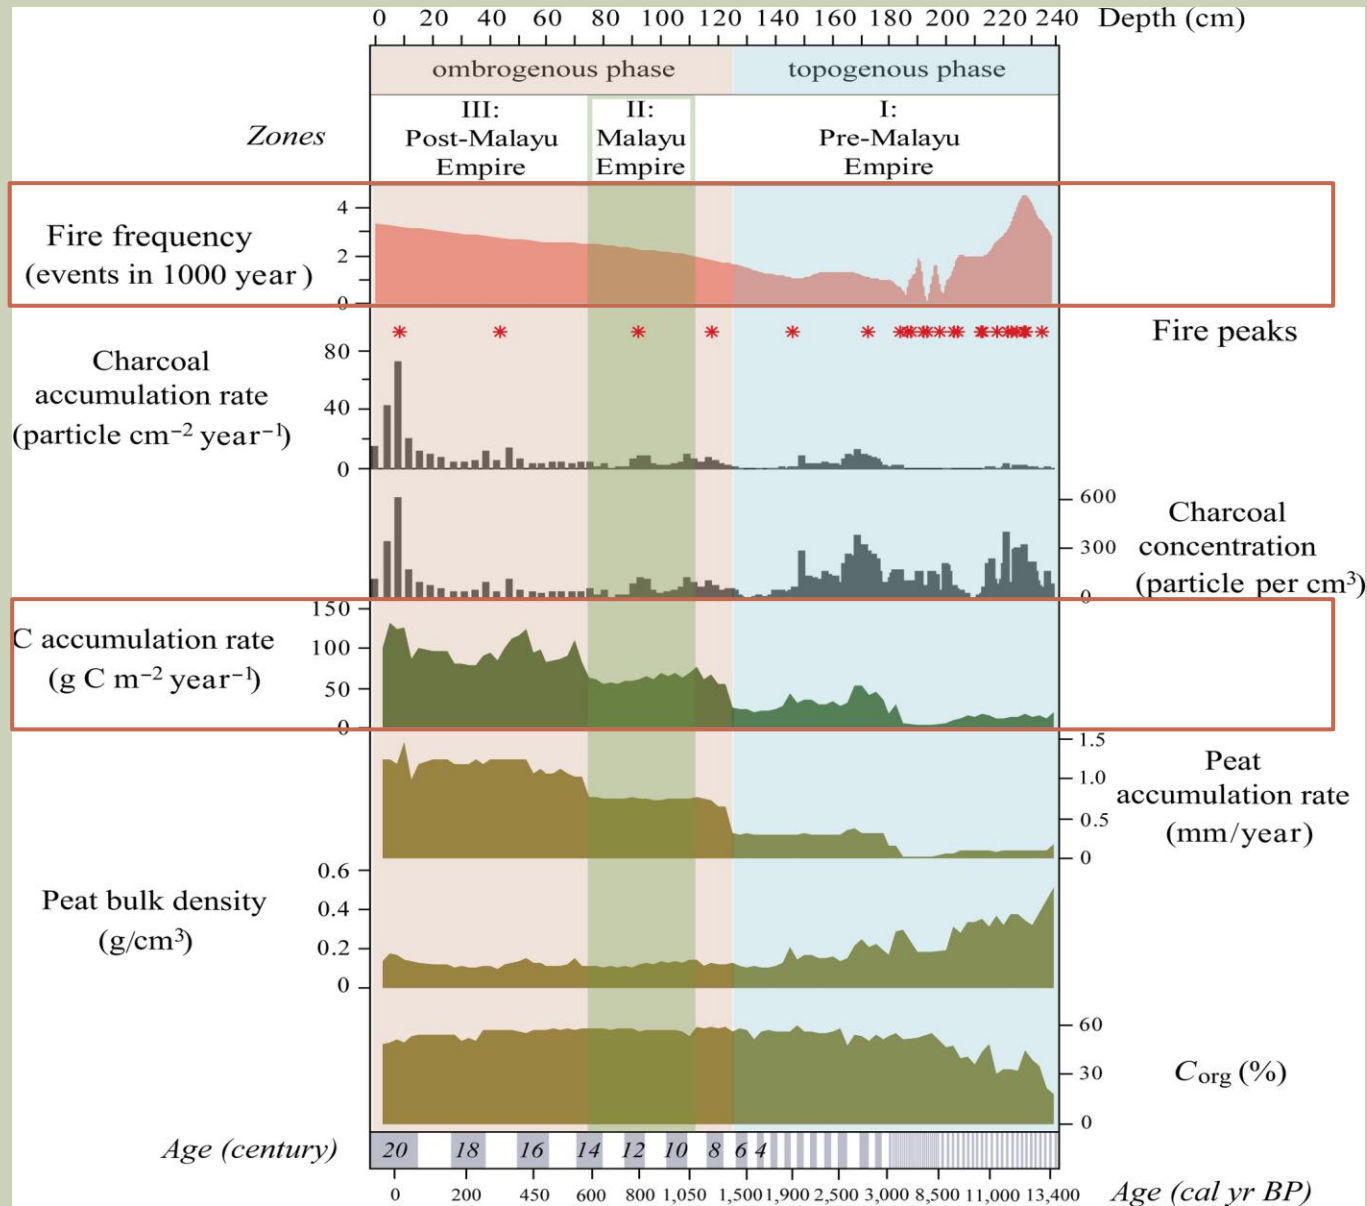 0 20 40 60 80 100 120 140 160 180 200 220 240 Depth (cm)
ombrogenous phase topogenous phase
Zones
III:
Post-Malayu
Empire
II:
Malayu
Empire
I:
Pre-Malayu
Empire
Fire frequency
(events in 1000 year)
4
2
0
Fire peaks
Charcoal
accumulation rate
(particle cm⁻² year⁻¹)
80
40
0
600
300
0
Charcoal
concentration
(particle per cm³)
C accumulation rate
(g C m⁻² year⁻¹)
150
100
50
0
1.5
1.0
0.5
0
Peat
accumulation rate
(mm/year)
Peat bulk density
(g/cm³)
0.6
0.4
0.2
0
60
30
0
Corg (%)
Age (century) 20 18 16 14 12 10 8 6 4
0 200 450 600 800 1,050 1,500 1,900 2,500 3,000 8,500 11,000 13,400 Age (cal yr BP)